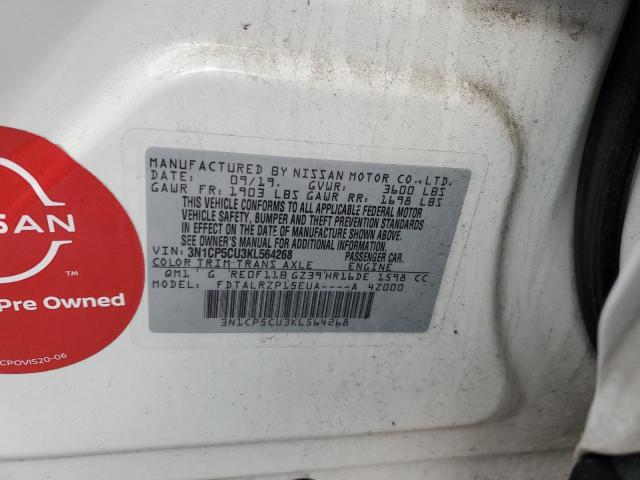 MANUFACTURED BY NISSAN MOTOR CO.,LTD.
DATE: 09/19. GVWR: 3600 LBS
GAWR FR: 1903 LBS GAWR RR: 1698 LBS
THIS VEHICLE CONFORMS TO ALL APPLICABLE FEDERAL MOTOR
VEHICLE SAFETY, BUMPER AND THEFT PREVENTION STANDARDS
IN EFFECT ON THE DATE OF MANUFACTURE SHOWN ABOVE.
*SEE OWNER'S MANUAL FOR ADDITIONAL INFORMATION.
VIN: 3N1CP5CU3KL564268 PASSENGER CAR.
COLOR TRIM TRANS AXLE ENGINE
QM1 G RE0F11B GZ39 HR16DE 1598 CC
MODEL: FDTALRZP15EUA----A 4Z000
3N1CP5CU3KL564268
SSAN
Pre Owned
CPOVIS20-06